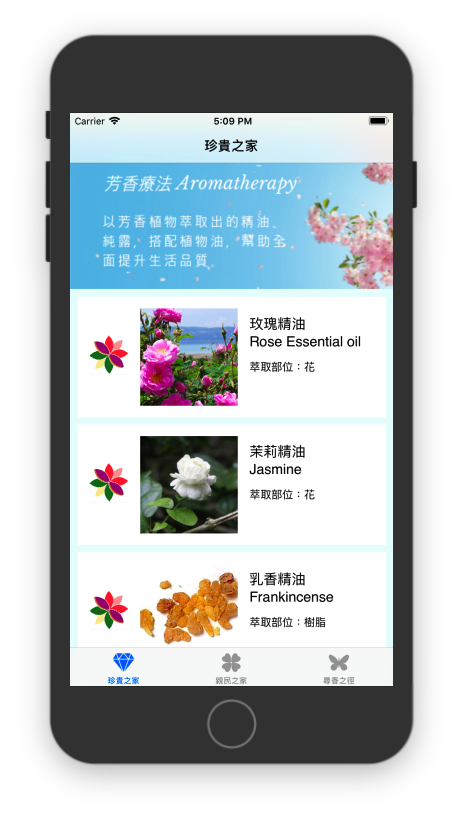 Carrier 5:09 PM
珍貴之家
芳香療法 Aromatherapy
以芳香植物萃取出的精油、
純露，搭配植物油，幫助全
面提升生活品質。
玫瑰精油
Rose Essential oil
萃取部位：花
茉莉精油
Jasmine
萃取部位：花
乳香精油
Frankincense
萃取部位：樹脂
珍貴之家 親民之家 尋香之徑